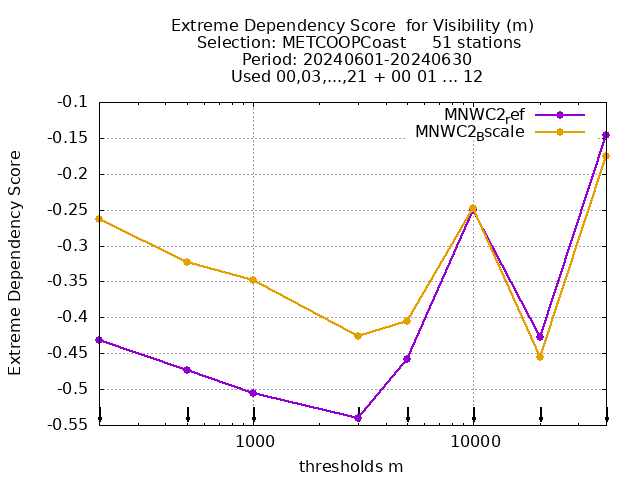 Extreme Dependency Score  for Visibility (m)
Selection: METCOOPCoast     51 stations
Period: 20240601-20240630
Used 00,03,...,21 + 00 01 ... 12
MNWC2_ref
MNWC2_Bscale
-0.1
-0.15
-0.2
-0.25
-0.3
-0.35
-0.4
-0.45
-0.5
-0.55
Extreme Dependency Score
1000
10000
thresholds m